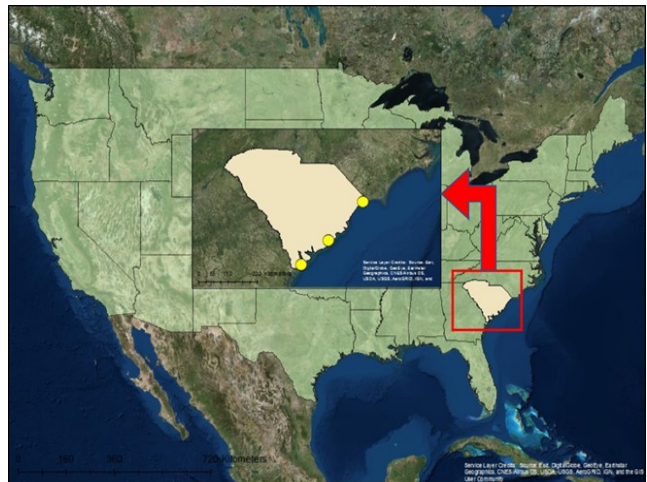 220 Kilometers
Service Layer Credits: Source: Esri,
DigitalGlobe, GeoEye, Earthstar
Geographics, CNES/Airbus DS,
USDA, USGS, AeroGRID, IGN, and
0 180 360 720 Kilometers
Service Layer Credits: Source: Esri, DigitalGlobe, GeoEye, Earthstar
Geographics, CNES/Airbus DS, USDA, USGS, AeroGRID, IGN, and the GIS
User Community